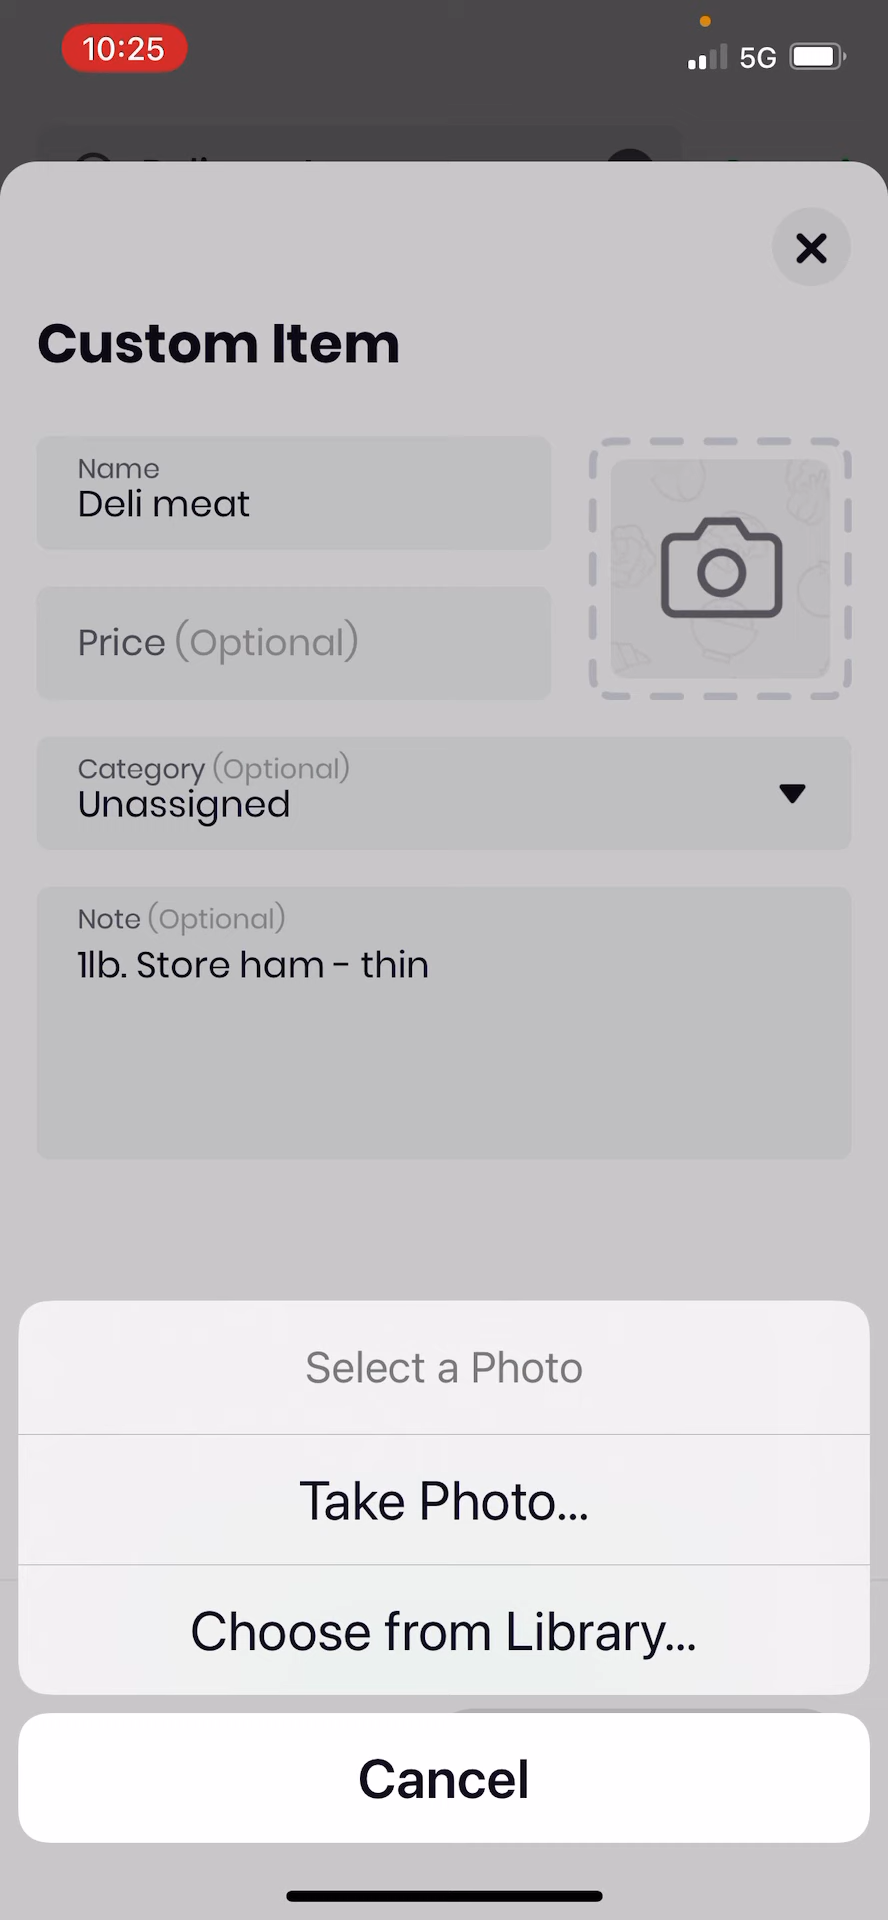 10:25
5G
Custom Item
Name
Deli meat
Price (Optional)
Category (Optional)
Unassigned
Note (Optional)
1lb. Store ham - thin
Select a Photo
Take Photo...
Choose from Library...
Cancel